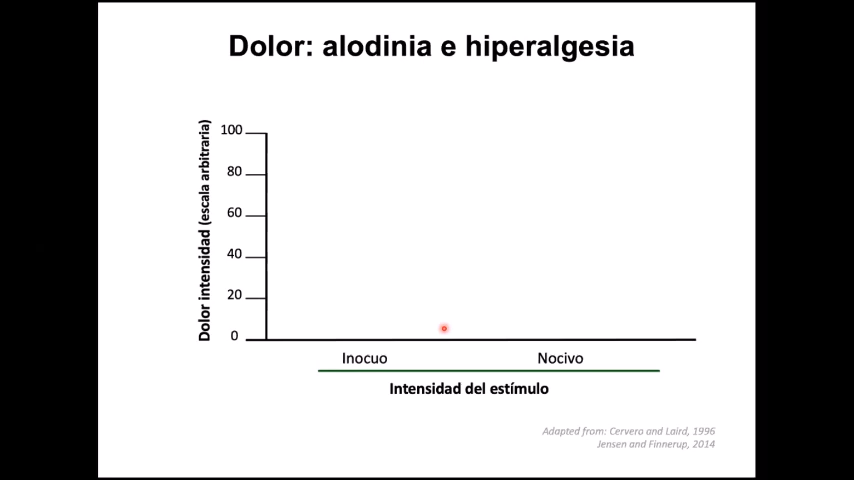 Dolor: alodinia e hiperalgesia
Dolor intensidad (escala arbitraria)
100
80
60
40
20
0
Inocuo Nocivo
Intensidad del estímulo
Adapted from: Cervero and Laird, 1996
Jensen and Finnerup, 2014